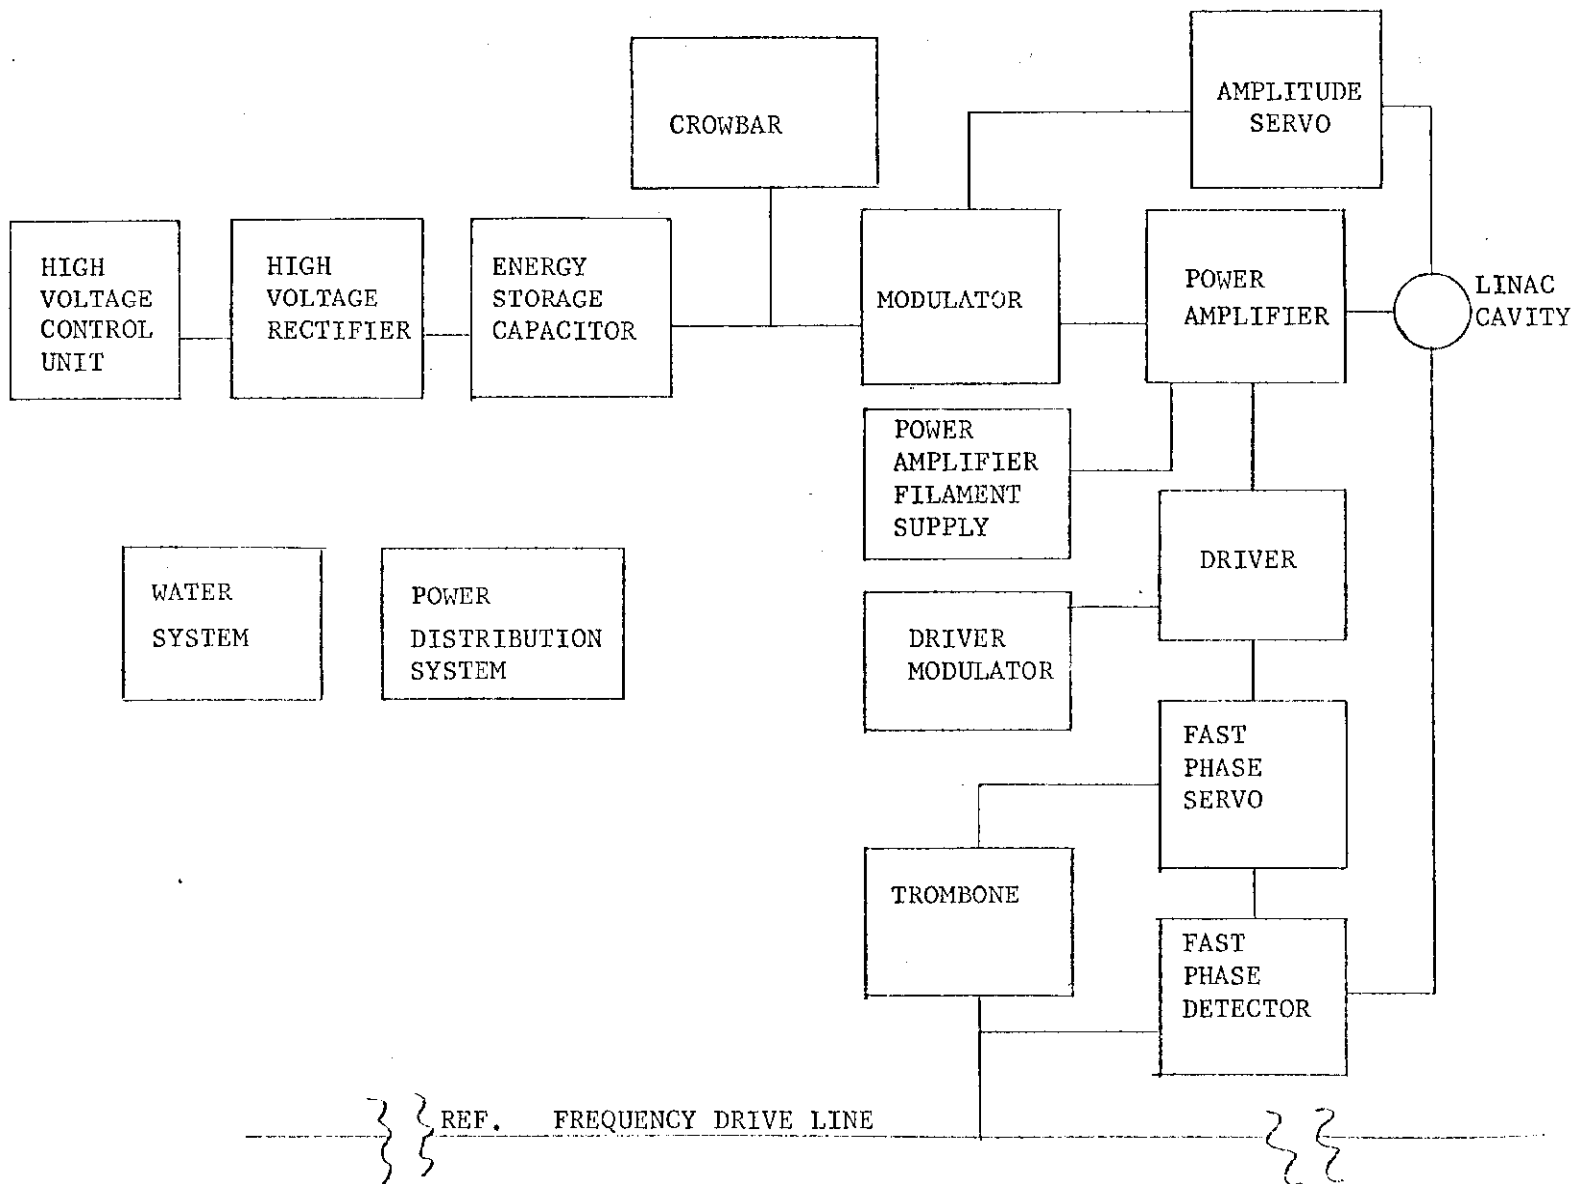 CROWBAR
AMPLITUDE
SERVO
HIGH
VOLTAGE
CONTROL
UNIT
HIGH
VOLTAGE
RECTIFIER
ENERGY
STORAGE
CAPACITOR
MODULATOR
POWER
AMPLIFIER
LINAC
CAVITY
POWER
AMPLIFIER
FILAMENT
SUPPLY
DRIVER
WATER
SYSTEM
POWER
DISTRIBUTION
SYSTEM
DRIVER
MODULATOR
FAST
PHASE
SERVO
TROMBONE
FAST
PHASE
DETECTOR
REF. FREQUENCY DRIVE LINE